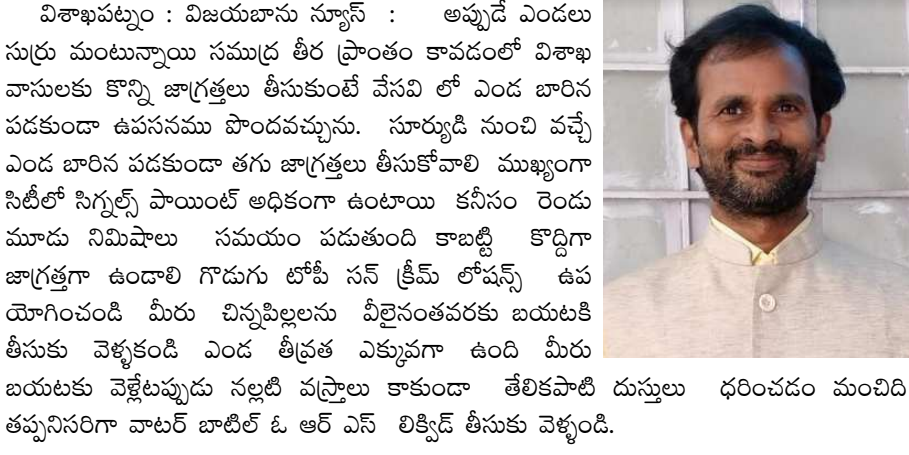 విశాఖపట్నం : విజయబాను న్యూస్ : అప్పుడే ఎండలు
సుర్రు మంటున్నాయి సముద్ర తీర ప్రాంతం కావడంలో విశాఖ
వాసులకు కొన్ని జాగ్రత్తలు తీసుకుంటే వేసవి లో ఎండ బారిన
పడకుండా ఉపసనము పొందవచ్చును. సూర్యుడి నుంచి వచ్చే
ఎండ బారిన పడకుండా తగు జాగ్రత్తలు తీసుకోవాలి ముఖ్యంగా
సిటీలో సిగ్నల్స్ పాయింట్ అధికంగా ఉంటాయి కనీసం రెండు
మూడు నిమిషాలు సమయం పడుతుంది కాబట్టి కొద్దిగా
జాగ్రత్తగా ఉండాలి గొడుగు టోపీ సన్ క్రీమ్ లోషన్స్ ఉప
యోగించండి మీరు చిన్నపిల్లలను వీలైనంతవరకు బయటకి
తీసుకు వెళ్ళకండి ఎండ తీవ్రత ఎక్కువగా ఉంది మీరు
బయటకు వెళ్లేటప్పుడు నల్లటి వస్త్రాలు కాకుండా తేలికపాటి దుస్తులు ధరించడం మంచిది
తప్పనిసరిగా వాటర్ బాటిల్ ఓ ఆర్ ఎస్ లిక్విడ్ తీసుకు వెళ్ళండి.